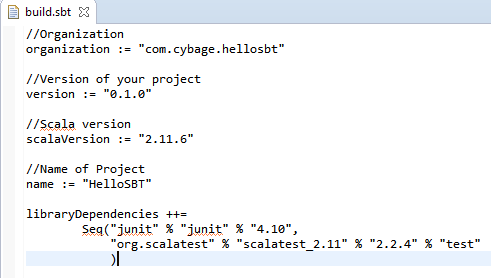 build.sbt
//Organization
organization := "com.cybage.hellosbt"
//Version of your project
version := "0.1.0"
//Scala version
scalaVersion := "2.11.6"
//Name of Project
name := "HelloSBT"
libraryDependencies ++=
Seq("junit" % "junit" % "4.10",
"org.scalatest" % "scalatest_2.11" % "2.2.4" % "test"
)